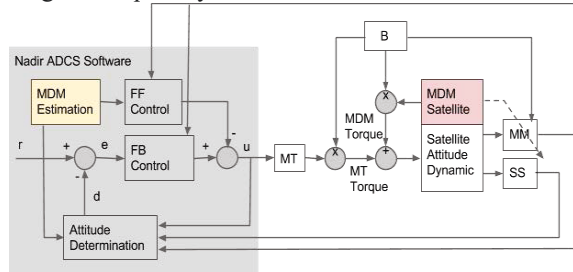 B
Nadir ADCS Software
MDM
Estimation
FF
Control
x
MDM
Satellite
MDM
Torque
-
r
+
e
FB
Control
+
u
MT
x
+
MT
Torque
Satellite
Attitude
Dynamic
MM
SS
-
d
Attitude
Determination